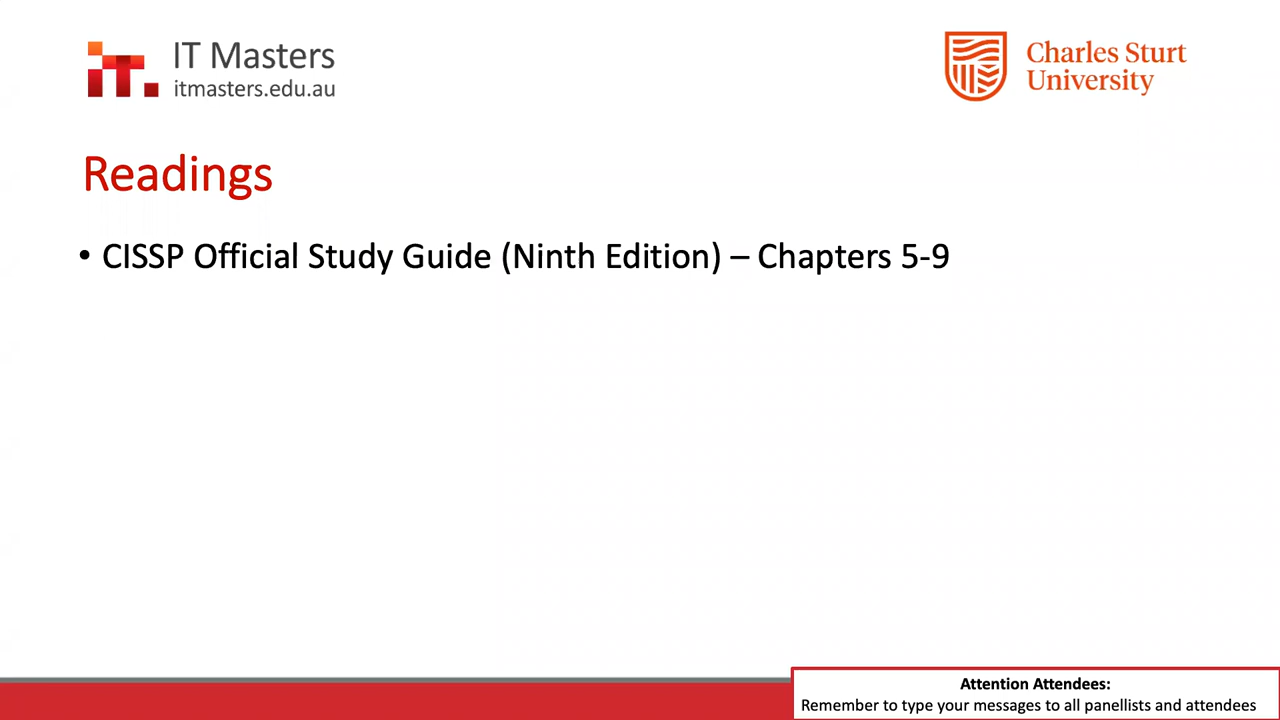 IT Masters
itmasters.edu.au
Charles Sturt
University
Readings
• CISSP Official Study Guide (Ninth Edition) – Chapters 5-9
Attention Attendees:
Remember to type your messages to all panellists and attendees